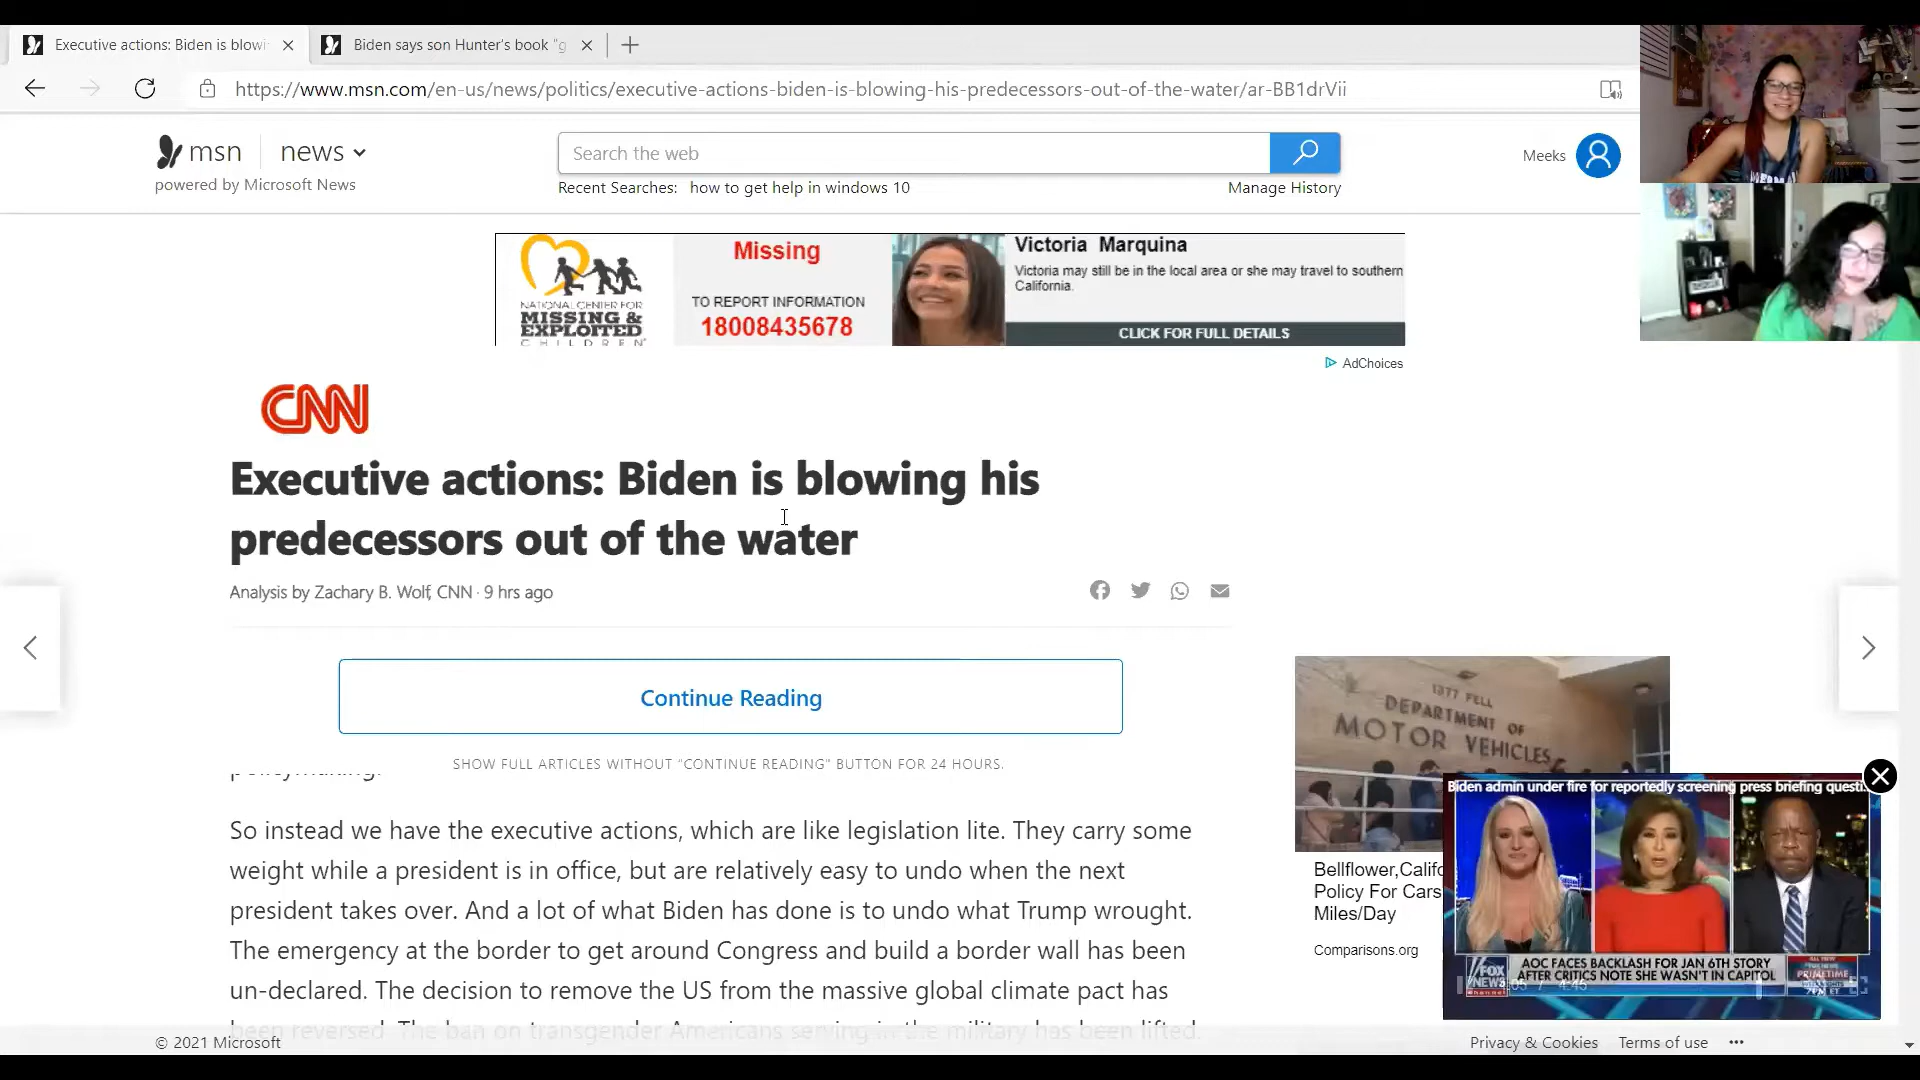 Executive actions: Biden is blowi
Biden says son Hunter's book "g
https://www.msn.com/en-us/news/politics/executive-actions-biden-is-blowing-his-predecessors-out-of-the-water/ar-BB1drVii
msn
news
powered by Microsoft News
Search the web
Recent Searches: how to get help in windows 10
Manage History
Meeks
NATIONAL CENTER FOR
MISSING &
EXPLOITED
CHILDREN
Missing
TO REPORT INFORMATION
18008435678
Victoria Marquina
Victoria may still be in the local area or she may travel to southern
California.
CLICK FOR FULL DETAILS
AdChoices
CNN
Executive actions: Biden is blowing his
predecessors out of the water
Analysis by Zachary B. Wolf, CNN · 9 hrs ago
Continue Reading
SHOW FULL ARTICLES WITHOUT "CONTINUE READING" BUTTON FOR 24 HOURS.
policymaking.
So instead we have the executive actions, which are like legislation lite. They carry some
weight while a president is in office, but are relatively easy to undo when the next
president takes over. And a lot of what Biden has done is to undo what Trump wrought.
The emergency at the border to get around Congress and build a border wall has been
un-declared. The decision to remove the US from the massive global climate pact has
been reversed. The ban on transgender Americans serving in the military has been lifted.
1377 FELL
DEPARTMENT OF
MOTOR VEHICLES
Bellflower,Califo
Policy For Cars
Miles/Day
Comparisons.org
Biden admin under fire for reportedly screening press briefing questi...
AOC FACES BACKLASH FOR JAN 6TH STORY
AFTER CRITICS NOTE SHE WASN'T IN CAPITOL
FOX
NEWS
channel
ALL NEW
PRIMETIME
7PM ET
/ 4:45
© 2021 Microsoft
Privacy & Cookies
Terms of use